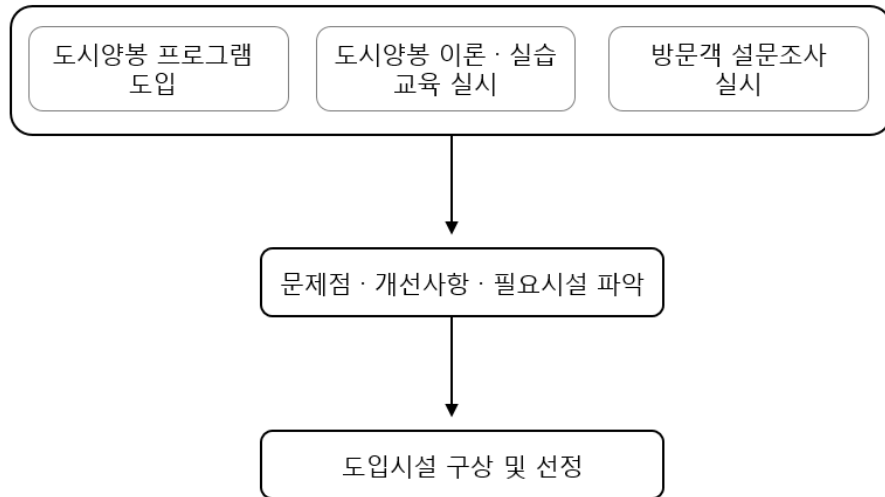 도시양봉 프로그램
도입
도시양봉 이론 · 실습
교육 실시
방문객 설문조사
실시
문제점 · 개선사항 · 필요시설 파악
도입시설 구상 및 선정